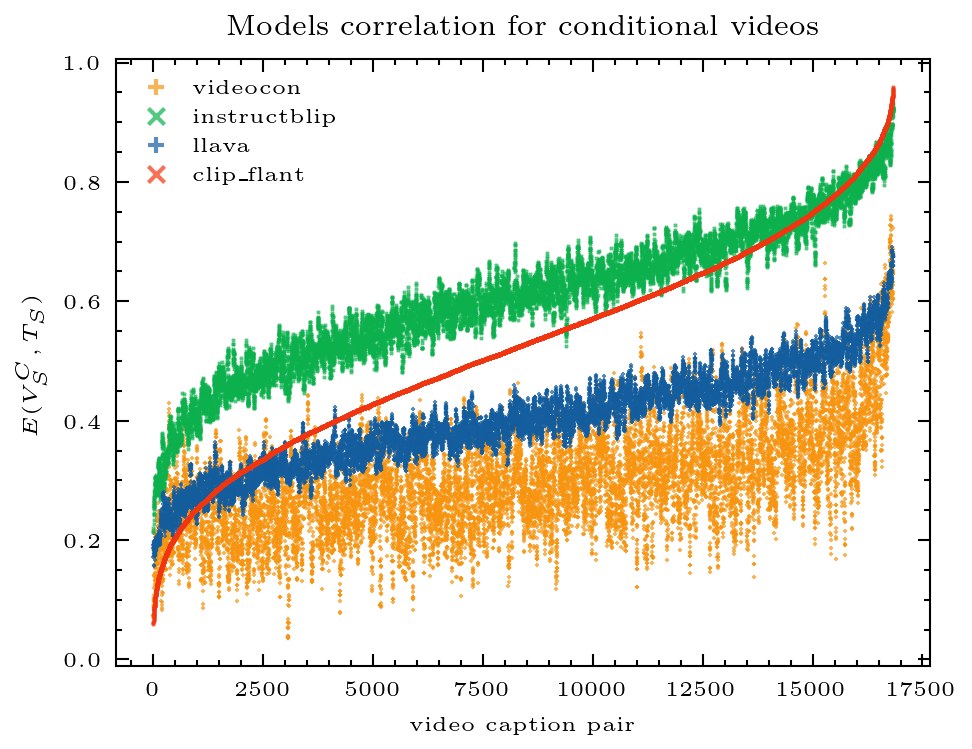 Models correlation for conditional videos
1.0
0.8
0.6
0.4
0.2
0.0
E(V_S^C, T_S)
videocon
instructblip
llava
clip_flant
0 2500 5000 7500 10000 12500 15000 17500
video caption pair